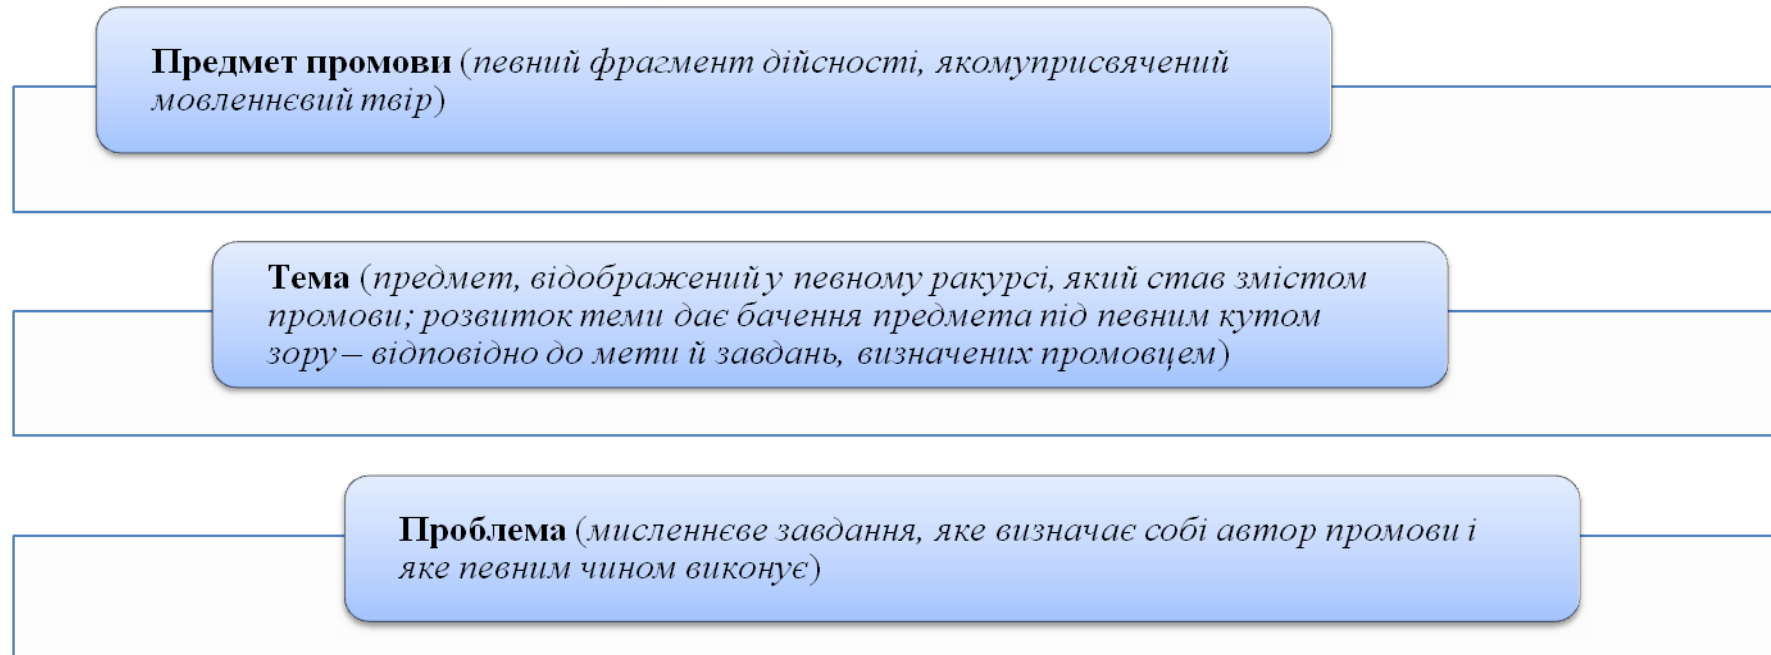 Предмет промови (певний фрагмент дійсності, якомуприсвячений
мовленнєвий твір)
Тема (предмет, відображений у певному ракурсі, який став змістом
промови; розвиток теми дає бачення предмета під певним кутом
зору – відповідно до мети й завдань, визначених промовцем)
Проблема (мисленнєве завдання, яке визначає собі автор промови і
яке певним чином виконує)